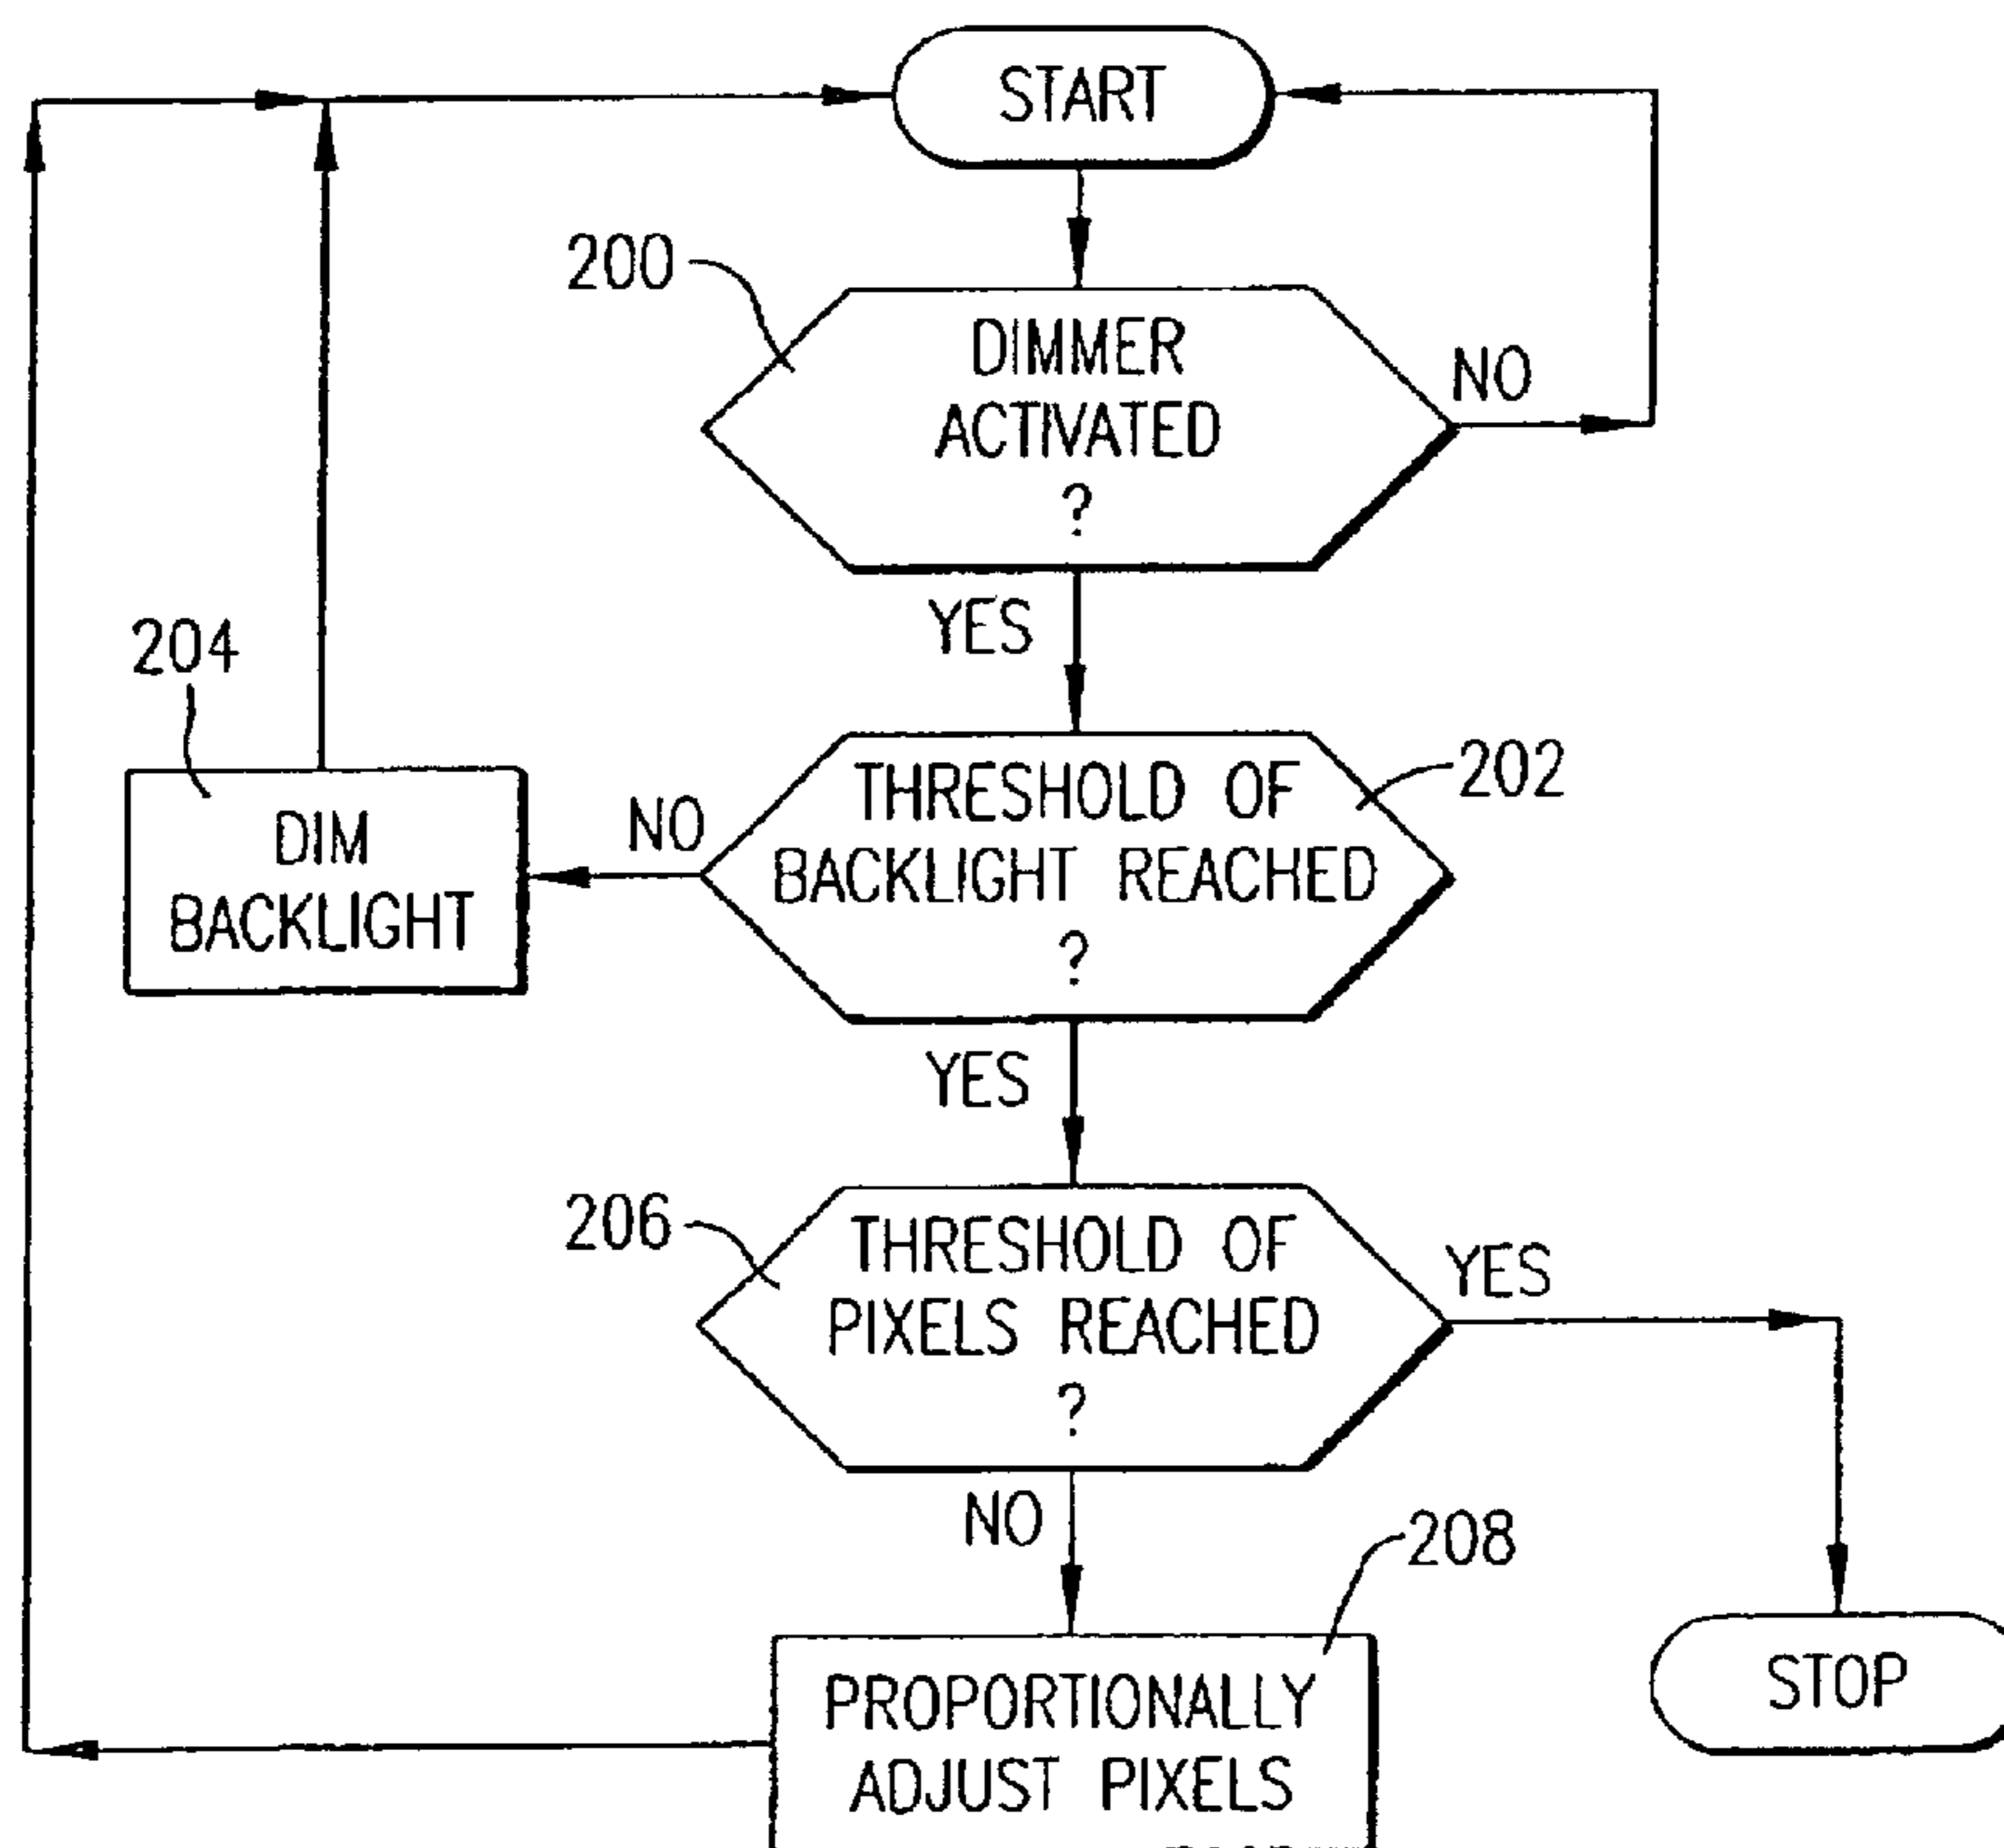 START
200
DIMMER
ACTIVATED
?
NO
YES
204
DIM
BACKLIGHT
NO
THRESHOLD OF
BACKLIGHT REACHED
?
202
YES
206
THRESHOLD OF
PIXELS REACHED
?
YES
NO
208
PROPORTIONALLY
ADJUST PIXELS
STOP